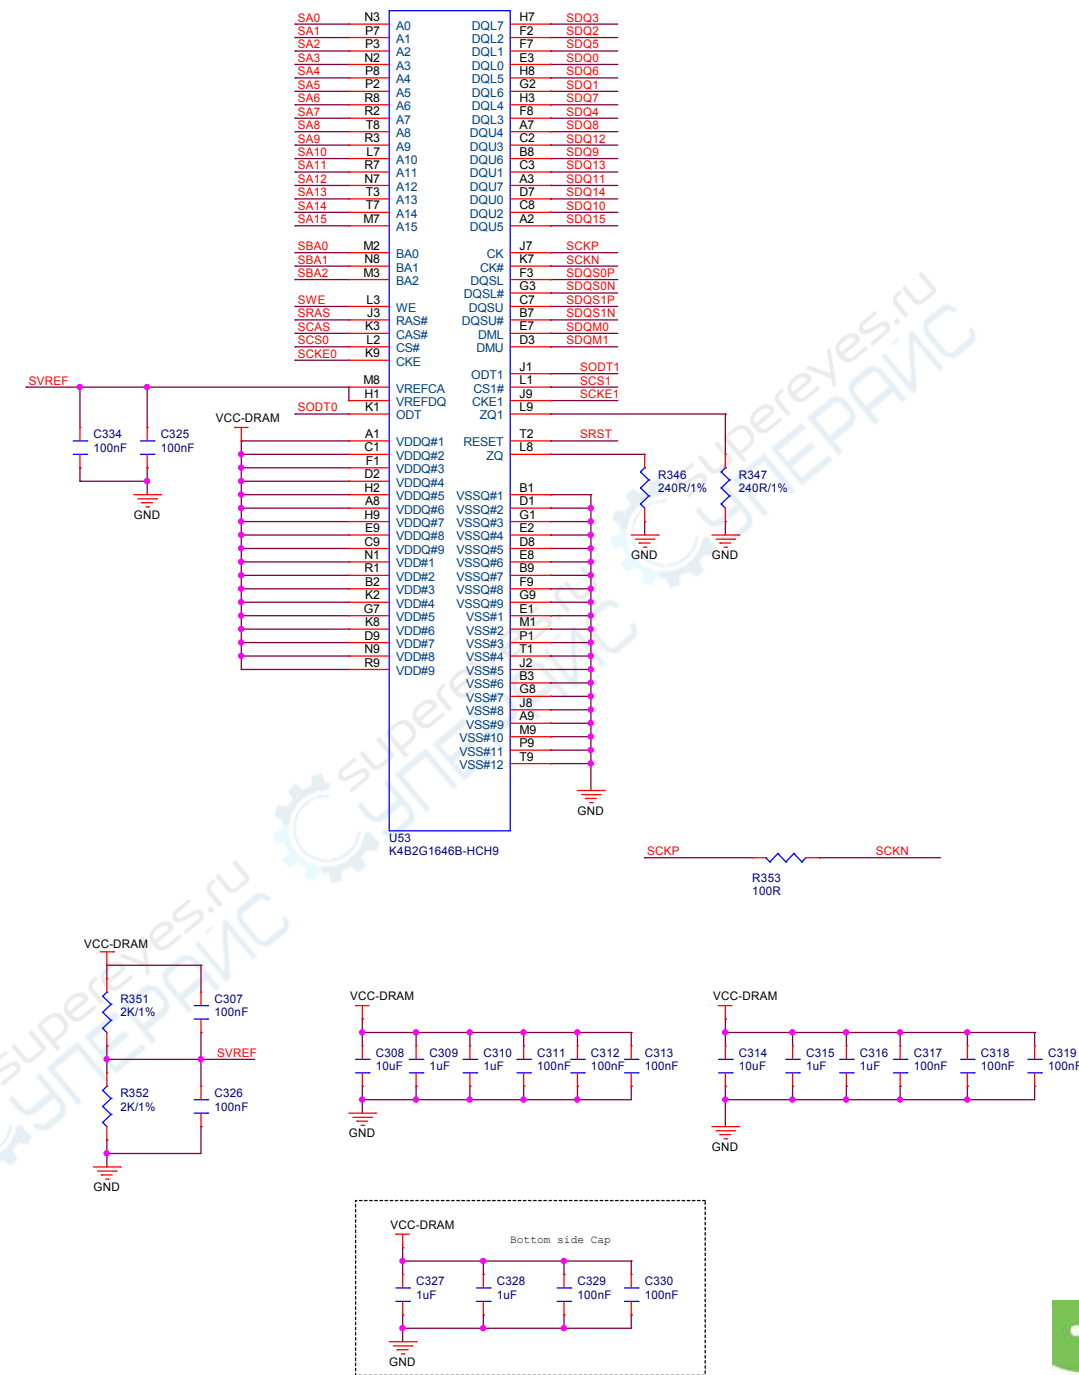 SA0 N3 A0 DQL7 H7 SDQ3
SA1 P7 A1 DQL2 F2 SDQ2
SA2 P3 A2 DQL1 F7 SDQ5
SA3 N2 A3 DQL0 E3 SDQ0
SA4 P8 A4 DQL5 H8 SDQ6
SA5 P2 A5 DQL6 G2 SDQ1
SA6 R8 A6 DQL4 H3 SDQ7
SA7 R2 A7 DQL3 F8 SDQ4
SA8 T8 A8 DQU4 A7 SDQ8
SA9 R3 A9 DQU3 C2 SDQ12
SA10 L7 A10 DQU6 B8 SDQ9
SA11 R7 A11 DQU1 C3 SDQ13
SA12 N7 A12 DQU7 A3 SDQ11
SA13 T3 A13 DQU0 D7 SDQ14
SA14 T7 A14 DQU2 C8 SDQ10
SA15 M7 A15 DQU5 A2 SDQ15
SBA0 M2 BA0 CK J7 SCKP
SBA1 N8 BA1 CK# K7 SCKN
SBA2 M3 BA2 DQSL F3 SDQS0P
DQSL# G3 SDQS0N
SWE L3 WE DQSU C7 SDQS1P
SRAS J3 RAS# DQSU# B7 SDQS1N
SCAS K3 CAS# DML E7 SDQM0
SCS0 L2 CS# DMU D3 SDQM1
SCKE0 K9 CKE
ODT1 J1 SODT1
SVREF M8 VREFCA CS1# L1 SCS1
H1 VREFDQ CKE1 J9 SCKE1
SODT0 K1 ODT ZQ1 L9
VCC-DRAM
C334 100nF
C325 100nF
GND
A1 VDDQ#1 RESET T2 SRST
C1 VDDQ#2 ZQ L8
F1 VDDQ#3
D2 VDDQ#4
R346 240R/1%
R347 240R/1%
GND
GND
H2 VDDQ#5 VSSQ#1 B1
A8 VDDQ#6 VSSQ#2 D1
H9 VDDQ#7 VSSQ#3 G1
E9 VDDQ#8 VSSQ#4 E2
C9 VDDQ#9 VSSQ#5 D8
N1 VDD#1 VSSQ#6 E8
R1 VDD#2 VSSQ#7 B9
B2 VDD#3 VSSQ#8 F9
K2 VDD#4 VSSQ#9 G9
G7 VDD#5 VSS#1 E1
K8 VDD#6 VSS#2 M1
D9 VDD#7 VSS#3 P1
N9 VDD#8 VSS#4 T1
R9 VDD#9 VSS#5 J2
VSS#6 B3
VSS#7 G8
VSS#8 J8
VSS#9 A9
VSS#10 M9
VSS#11 P9
VSS#12 T9
GND
U53
K4B2G1646B-HCH9
SCKP SCKN
R353
100R
VCC-DRAM
R351 2K/1%
C307 100nF
SVREF
R352 2K/1%
C326 100nF
GND
VCC-DRAM
C308 10uF
C309 1uF
C310 1uF
C311 100nF
C312 100nF
C313 100nF
GND
VCC-DRAM
C314 10uF
C315 1uF
C316 1uF
C317 100nF
C318 100nF
C319 100nF
GND
VCC-DRAM
Bottom side Cap
C327 1uF
C328 1uF
C329 100nF
C330 100nF
GND
supereyes.ru
СУПЕРАЙС
supereyes.ru
СУПЕРАЙС
supereyes.ru
СУПЕРАЙС